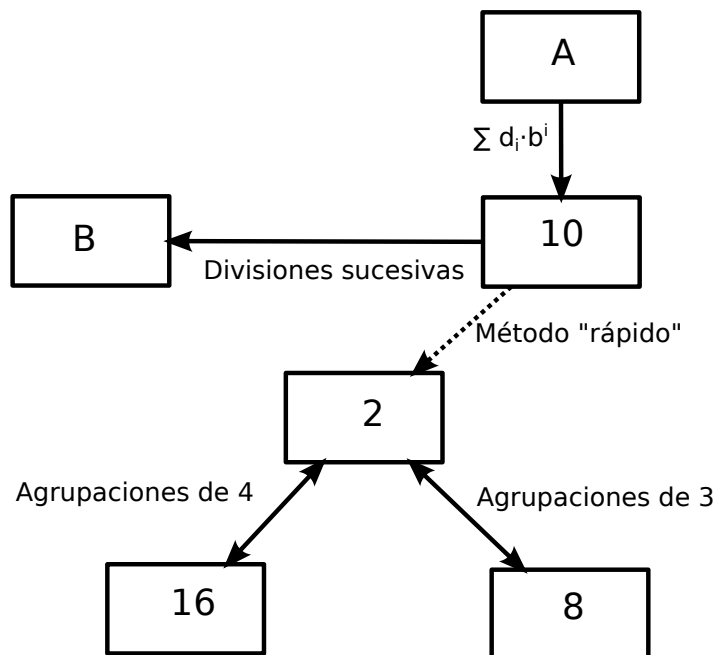 A
∑ dᵢ·bⁱ
10
B
Divisiones sucesivas
Método "rápido"
2
Agrupaciones de 4
Agrupaciones de 3
16
8